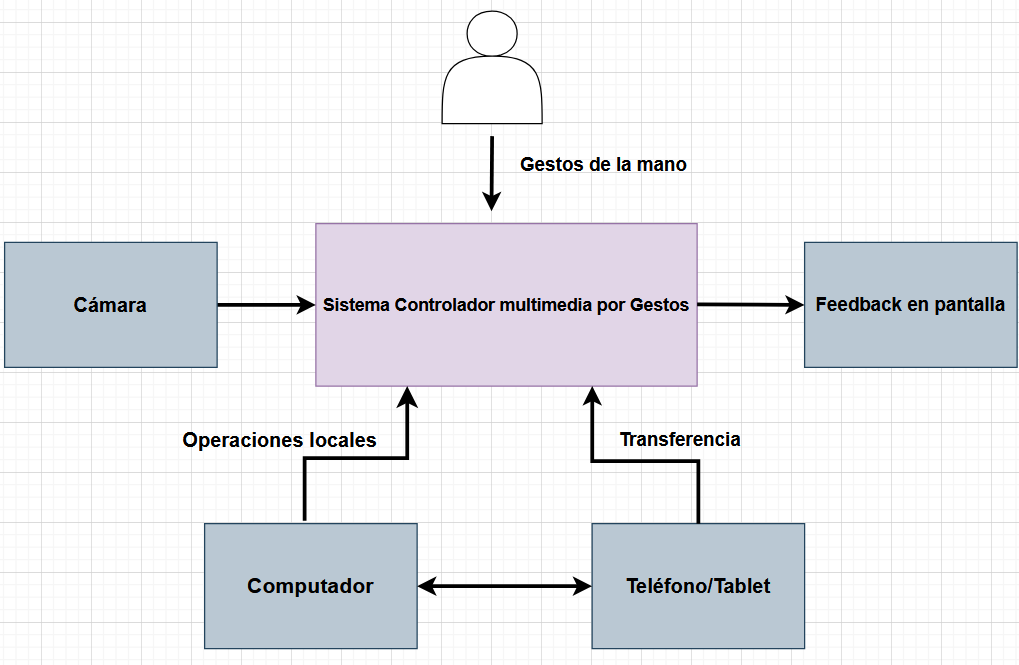 Gestos de la mano
Cámara
Sistema Controlador multimedia por Gestos
Feedback en pantalla
Operaciones locales
Transferencia
Computador
Teléfono/Tablet